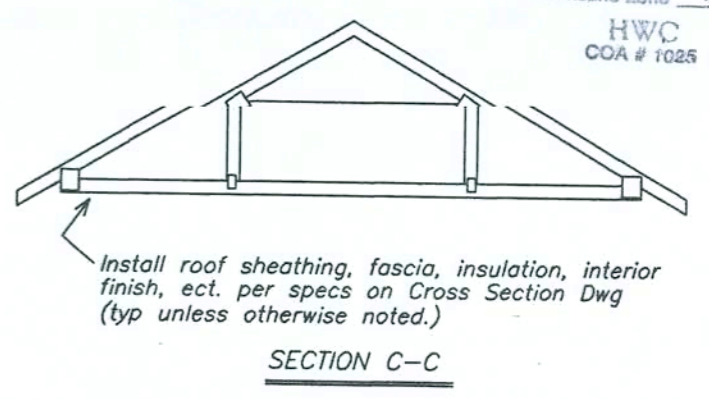 HWC
COA # 1025
Install roof sheathing, fascia, insulation, interior
finish, ect. per specs on Cross Section Dwg
(typ unless otherwise noted.)
SECTION C-C